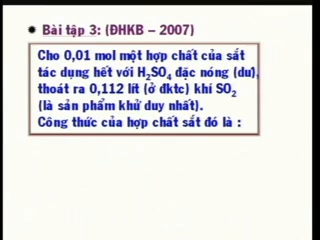 Bài tập 3: (ĐHKB – 2007)
Cho 0,01 mol một hợp chất của sắt
tác dụng hết với H₂SO₄ đặc nóng (dư),
thoát ra 0,112 lít (ở đktc) khí SO₂
(là sản phẩm khử duy nhất).
Công thức của hợp chất sắt đó là :